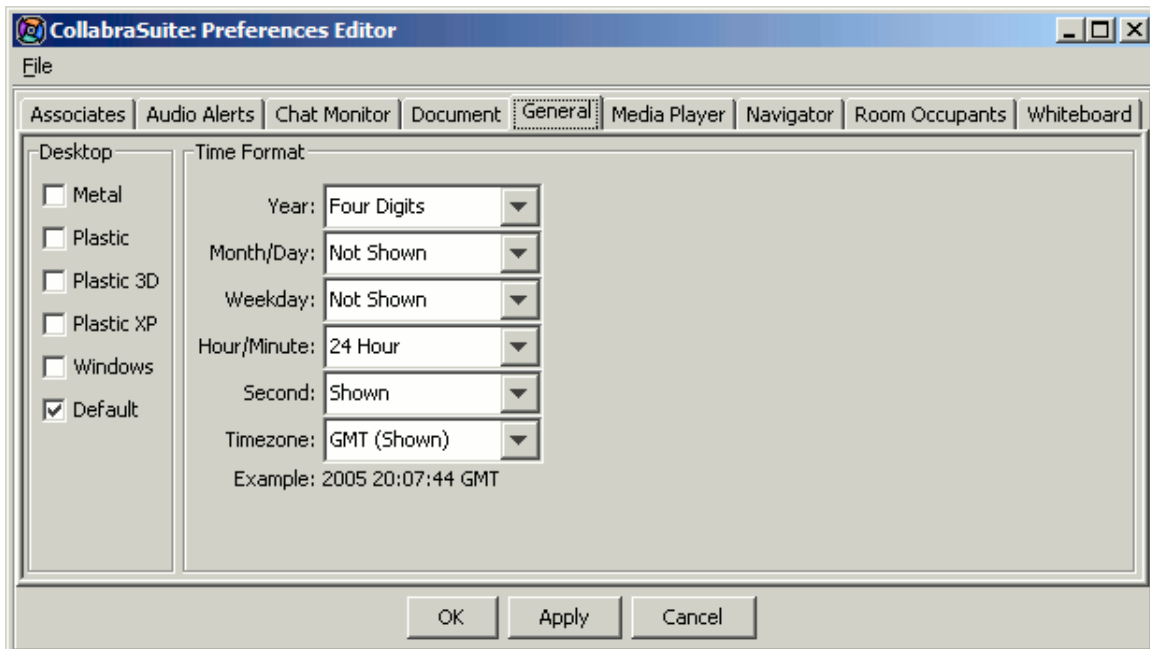 CollabraSuite: Preferences Editor
File
Associates Audio Alerts Chat Monitor Document General Media Player Navigator Room Occupants Whiteboard
Desktop
Metal
Plastic
Plastic 3D
Plastic XP
Windows
Default
Time Format
Year: Four Digits
Month/Day: Not Shown
Weekday: Not Shown
Hour/Minute: 24 Hour
Second: Shown
Timezone: GMT (Shown)
Example: 2005 20:07:44 GMT
OK Apply Cancel